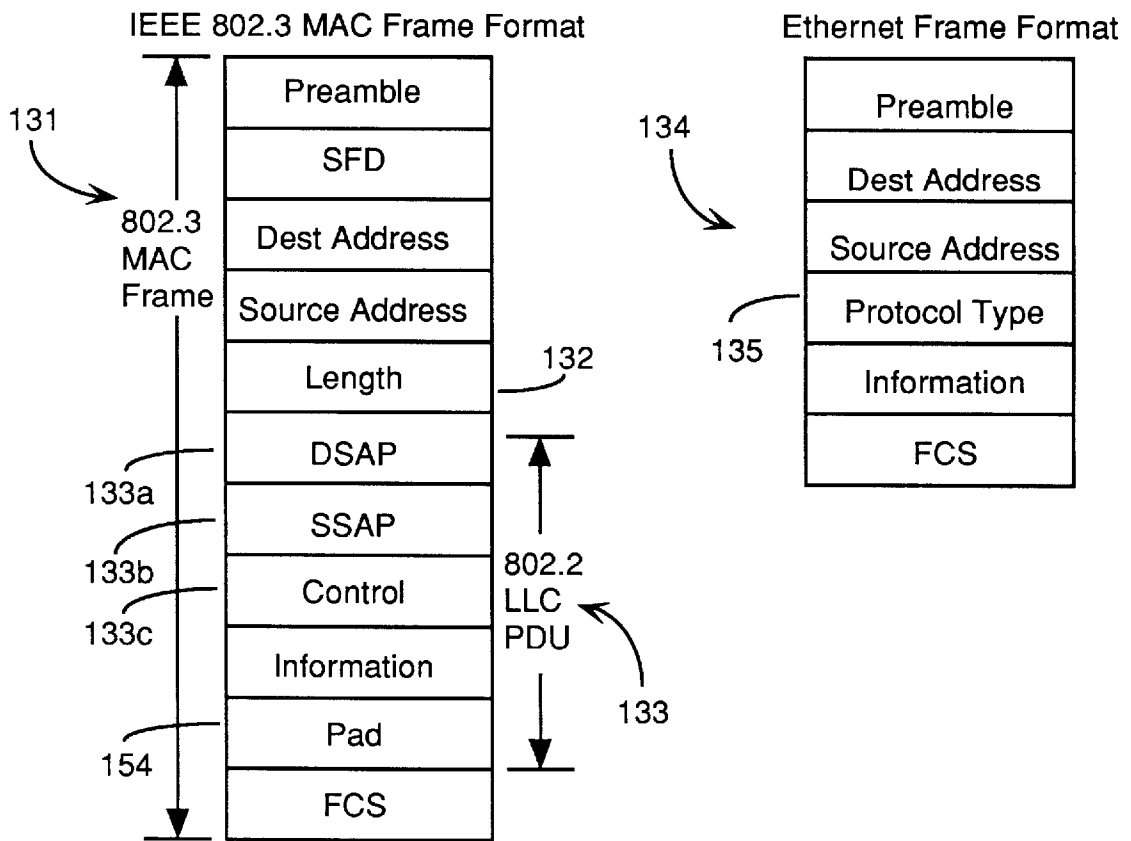 IEEE 802.3 MAC Frame Format
Preamble
SFD
Dest Address
Source Address
Length
DSAP
SSAP
Control
Information
Pad
FCS
131
802.3
MAC
Frame
132
133a
133b
133c
154
802.2
LLC
PDU
133
Ethernet Frame Format
Preamble
Dest Address
Source Address
Protocol Type
Information
FCS
134
135